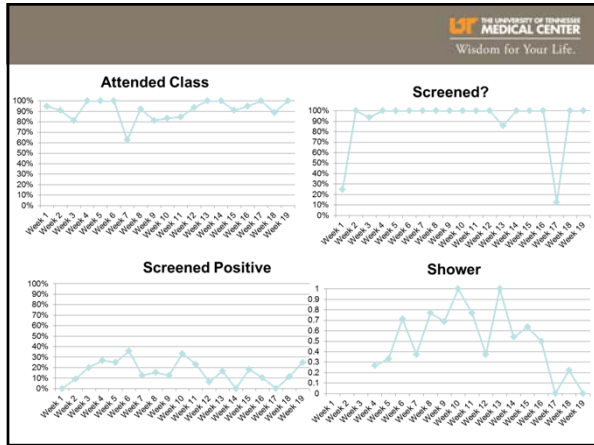 UT THE UNIVERSITY OF TENNESSEE
MEDICAL CENTER
Wisdom for Your Life.
Attended Class
100%
90%
80%
70%
60%
50%
40%
30%
20%
10%
0%
Week 1
Week 2
Week 3
Week 4
Week 5
Week 6
Week 7
Week 8
Week 9
Week 10
Week 11
Week 12
Week 13
Week 14
Week 15
Week 16
Week 17
Week 18
Week 19
Screened?
100%
90%
80%
70%
60%
50%
40%
30%
20%
10%
0%
Week 1
Week 2
Week 3
Week 4
Week 5
Week 6
Week 7
Week 8
Week 9
Week 10
Week 11
Week 12
Week 13
Week 14
Week 15
Week 16
Week 17
Week 18
Week 19
Screened Positive
100%
90%
80%
70%
60%
50%
40%
30%
20%
10%
0%
Week 1
Week 2
Week 3
Week 4
Week 5
Week 6
Week 7
Week 8
Week 9
Week 10
Week 11
Week 12
Week 13
Week 14
Week 15
Week 16
Week 17
Week 18
Week 19
Shower
1
0.9
0.8
0.7
0.6
0.5
0.4
0.3
0.2
0.1
0
Week 1
Week 2
Week 3
Week 4
Week 5
Week 6
Week 7
Week 8
Week 9
Week 10
Week 11
Week 12
Week 13
Week 14
Week 15
Week 16
Week 17
Week 18
Week 19